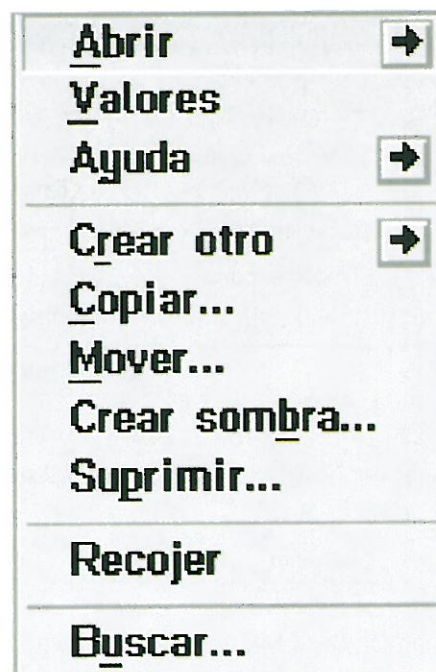 Abrir
Valores
Ayuda
Crear otro
Copiar...
Mover...
Crear sombra...
Suprimir...
Recojer
Buscar...